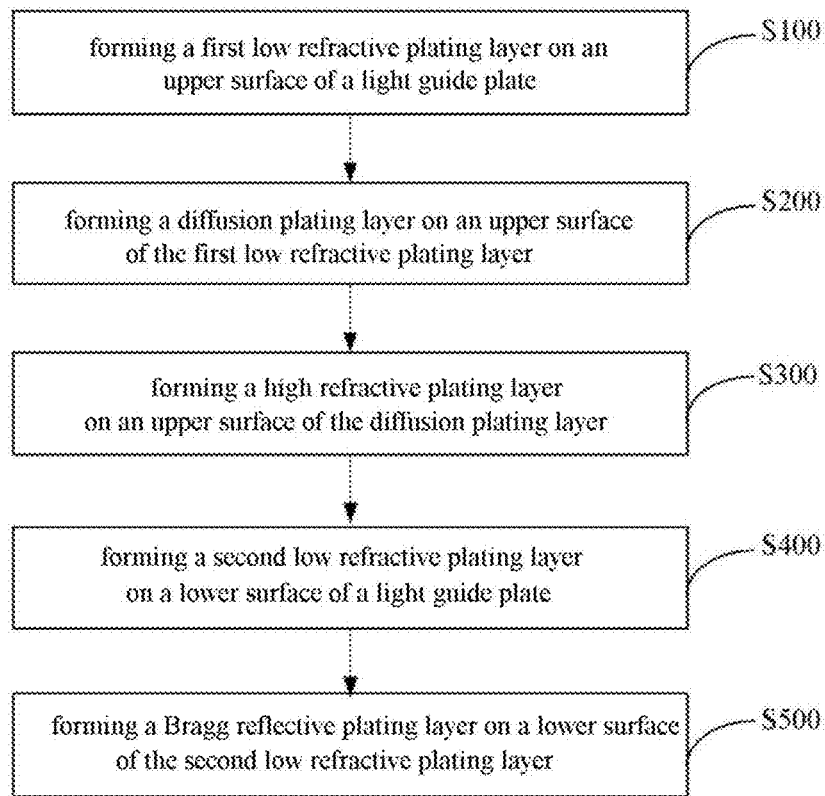 forming a first low refractive plating layer on an
upper surface of a light guide plate
S100
forming a diffusion plating layer on an upper surface
of the first low refractive plating layer
S200
forming a high refractive plating layer
on an upper surface of the diffusion plating layer
S300
forming a second low refractive plating layer
on a lower surface of a light guide plate
S400
forming a Bragg reflective plating layer on a lower surface
of the second low refractive plating layer
S500